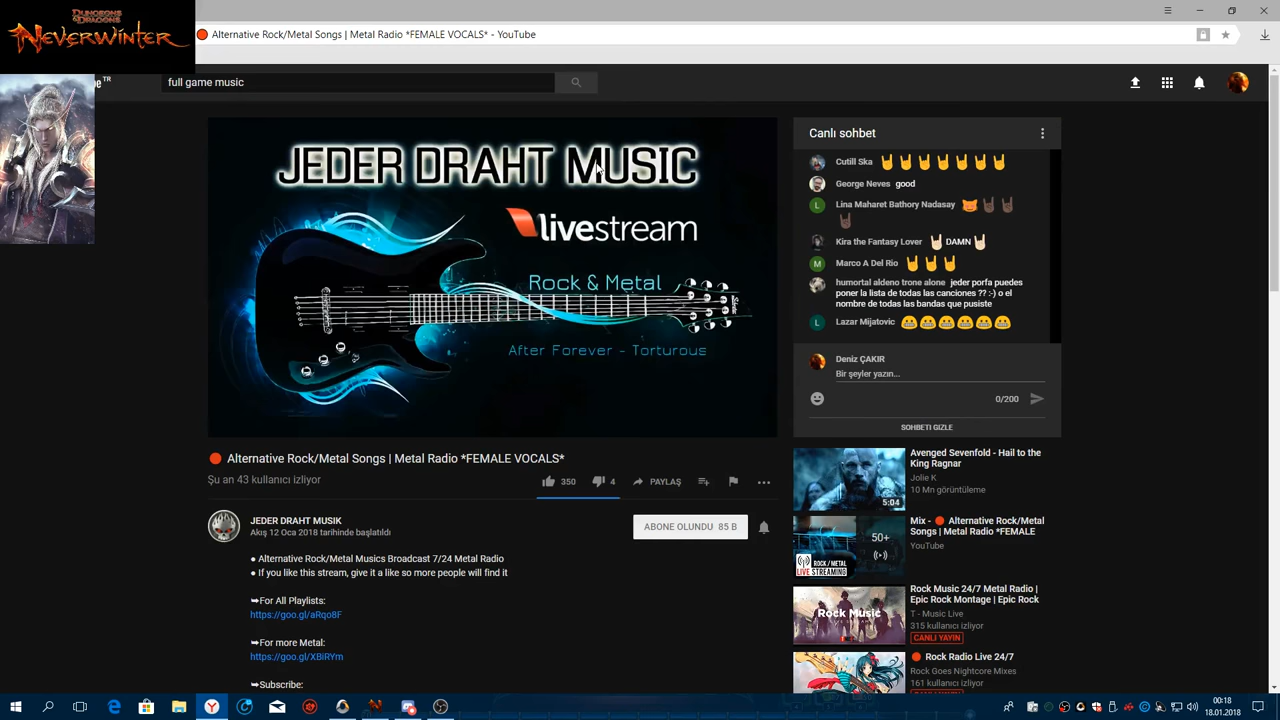 DUNGEONS & DRAGONS
NEVERWINTER
Alternative Rock/Metal Songs | Metal Radio *FEMALE VOCALS* - YouTube
TR
full game music
JEDER DRAHT MUSIC
livestream
Rock & Metal
After Forever - Torturous
Canlı sohbet
Cutill Ska
George Neves good
L Lina Maharet Bathory Nadasay
Kira the Fantasy Lover DAMN
M Marco A Del Rio
humortal aldeno trone alone jeder porfa puedes
poner la lista de todas las canciones ?? :-) o el
nombre de todas las bandas que pusiste
L Lazar Mijatovic
Deniz ÇAKIR
Bir şeyler yazın...
0/200
SOHBETI GIZLE
Alternative Rock/Metal Songs | Metal Radio *FEMALE VOCALS*
Şu an 43 kullanıcı izliyor
350
4
PAYLAŞ
JEDER DRAHT MUSIK
Akış 12 Oca 2018 tarihinde başlatıldı
ABONE OLUNDU 85 B
● Alternative Rock/Metal Musics Broadcast 7/24 Metal Radio
● If you like this stream, give it a like so more people will find it
➥For All Playlists:
https://goo.gl/aRqo8F
➥For more Metal:
https://goo.gl/XBiRYm
➥Subscribe:
5:04
Avenged Sevenfold - Hail to the
King Ragnar
Jolie K
10 Mn görüntüleme
50+
ROCK / METAL
LIVE STREAMING
Mix - Alternative Rock/Metal
Songs | Metal Radio *FEMALE
YouTube
Rock Music
Rock Music 24/7 Metal Radio |
Epic Rock Montage | Epic Rock
T - Music Live
315 kullanıcı izliyor
CANLI YAYIN
Rock Radio Live 24/7
Rock Goes Nightcore Mixes
161 kullanıcı izliyor
00:18
18.01.2018